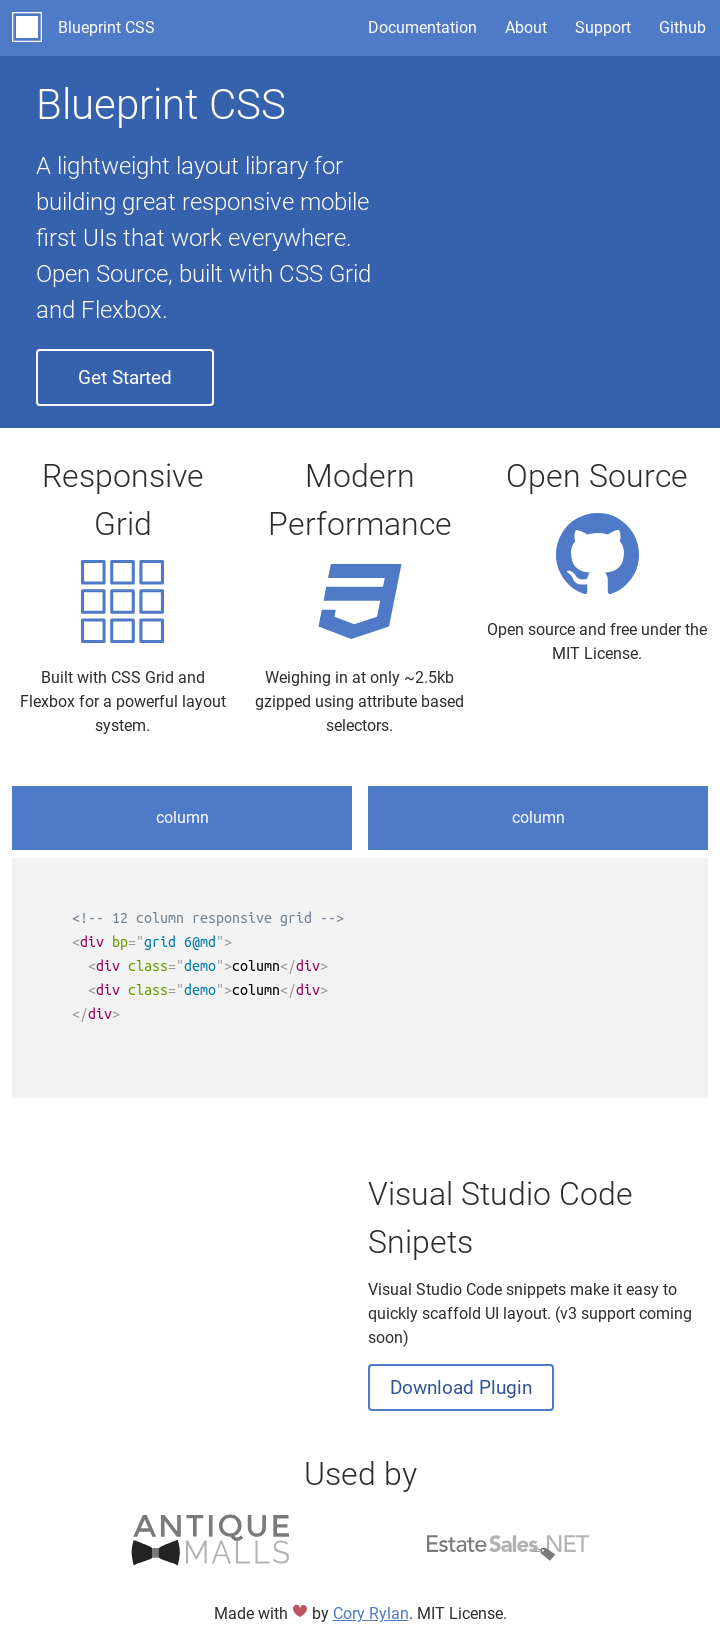 Blueprint CSS
Documentation
About
Support
Github
Blueprint CSS
A lightweight layout library for
building great responsive mobile
first UIs that work everywhere.
Open Source, built with CSS Grid
and Flexbox.
Get Started
Responsive
Grid
Built with CSS Grid and
Flexbox for a powerful layout
system.
Modern
Performance
Weighing in at only ~2.5kb
gzipped using attribute based
selectors.
Open Source
Open source and free under the
MIT License.
column
column
<!-- 12 column responsive grid -->
<div bp="grid 6@md">
  <div class="demo">column</div>
  <div class="demo">column</div>
</div>
Visual Studio Code
Snipets
Visual Studio Code snippets make it easy to
quickly scaffold UI layout. (v3 support coming
soon)
Download Plugin
Used by
ANTIQUE
MALLS
EstateSales.NET
Made with ❤ by Cory Rylan. MIT License.